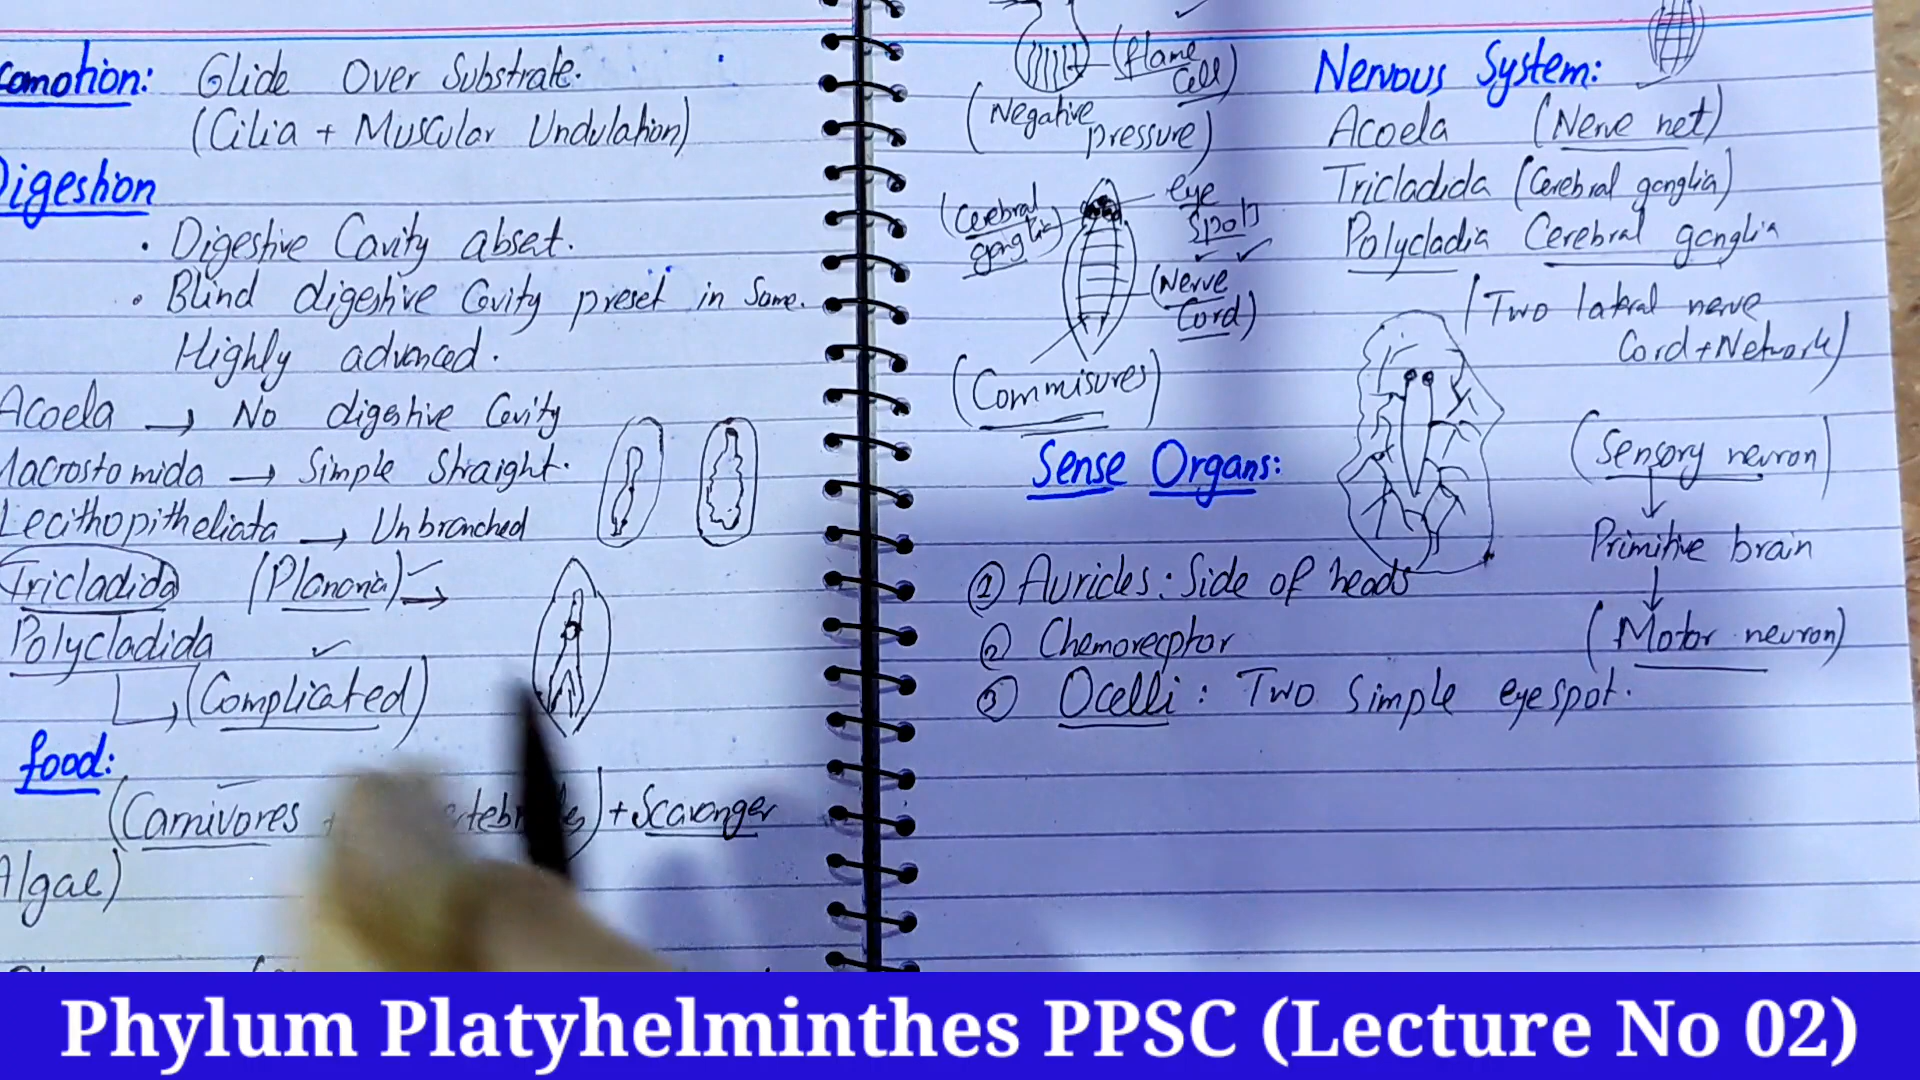 comotion: Glide Over Substrate.
(Cilia + Muscular Undulation)
Digestion
. Digestive Cavity abset.
. Blind digestive Cavity preset in Some.
Highly advanced.
Acoela → No digestive Cavity
Macrostomida → Simple Straight.
Lecithopitheliata → Unbranched
Tricladida (Planaria) →
Polycladida
(Complicated)
food:
(Carnivores + + Scavanger
Algae)
(flame
Cell)
(Negative
pressure)
(Cerebral
ganglia)
eye
Spots
(Nerve
Cord)
(Commisures)
Nervous System:
Acoela (Nerve net)
Tricladida (Cerebral ganglia)
Polycladia Cerebral ganglia
(Two latral nerve
Cord+Network)
(Sensory neuron)
Primitive brain
(Motor neuron)
Sense Organs:
① Auricles: Side of heads
② Chemorecptor
③ Ocelli: Two Simple eyespot.
Phylum Platyhelminthes PPSC (Lecture No 02)